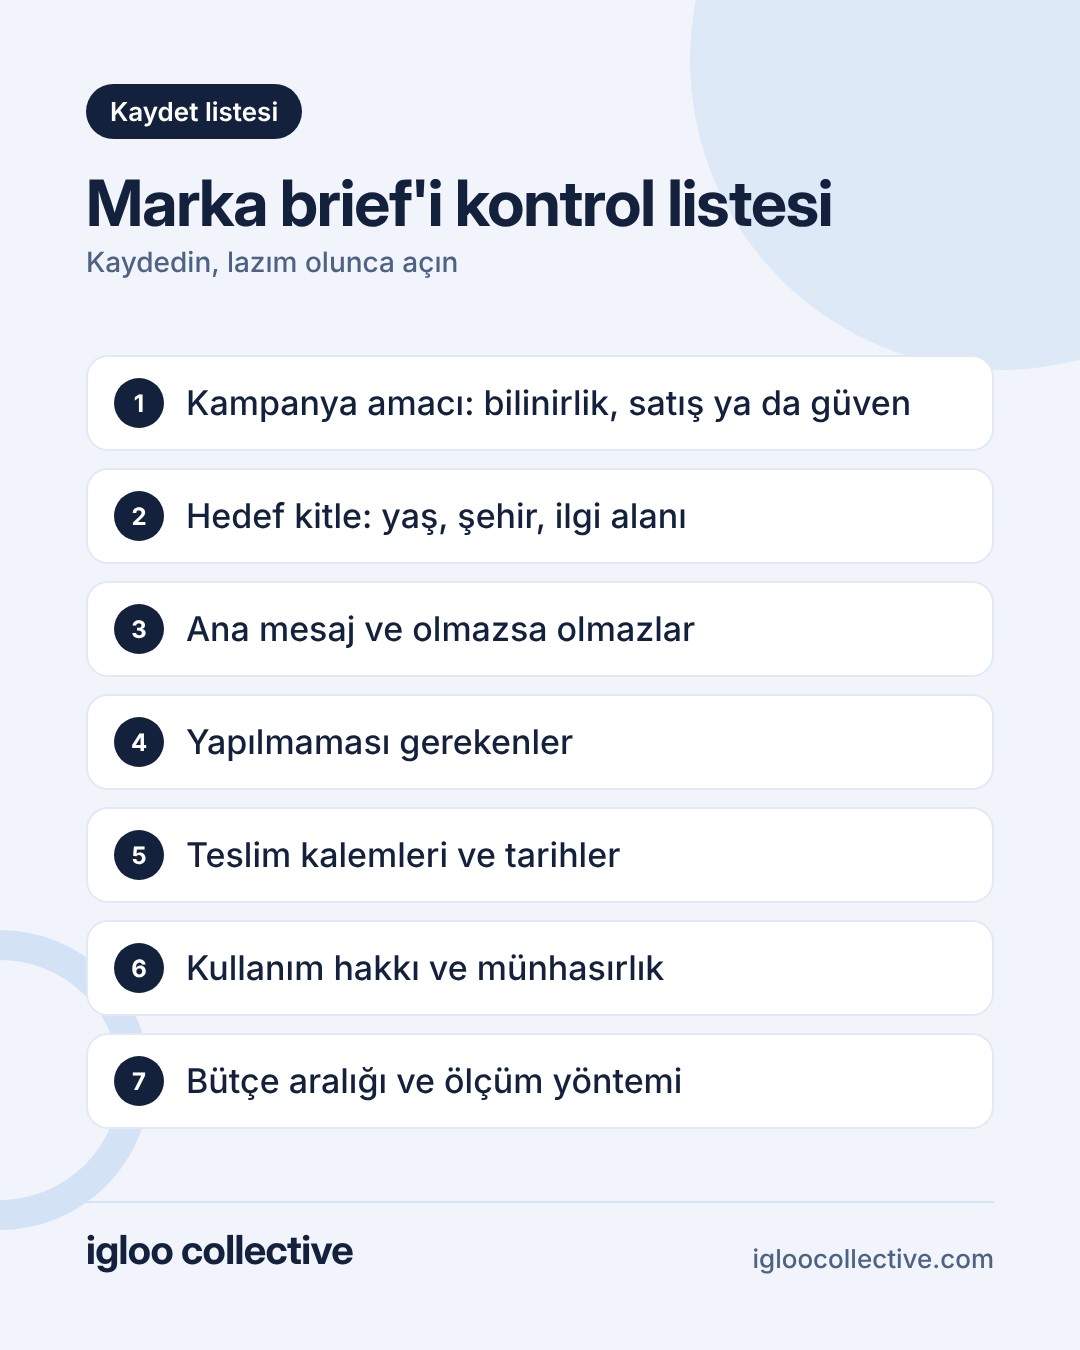 Kaydet listesi
Marka brief'i kontrol listesi
Kaydedin, lazım olunca açın
1 Kampanya amacı: bilinirlik, satış ya da güven
2 Hedef kitle: yaş, şehir, ilgi alanı
3 Ana mesaj ve olmazsa olmazlar
4 Yapılmaması gerekenler
5 Teslim kalemleri ve tarihler
6 Kullanım hakkı ve münhasırlık
7 Bütçe aralığı ve ölçüm yöntemi
igloo collective
igloocollective.com